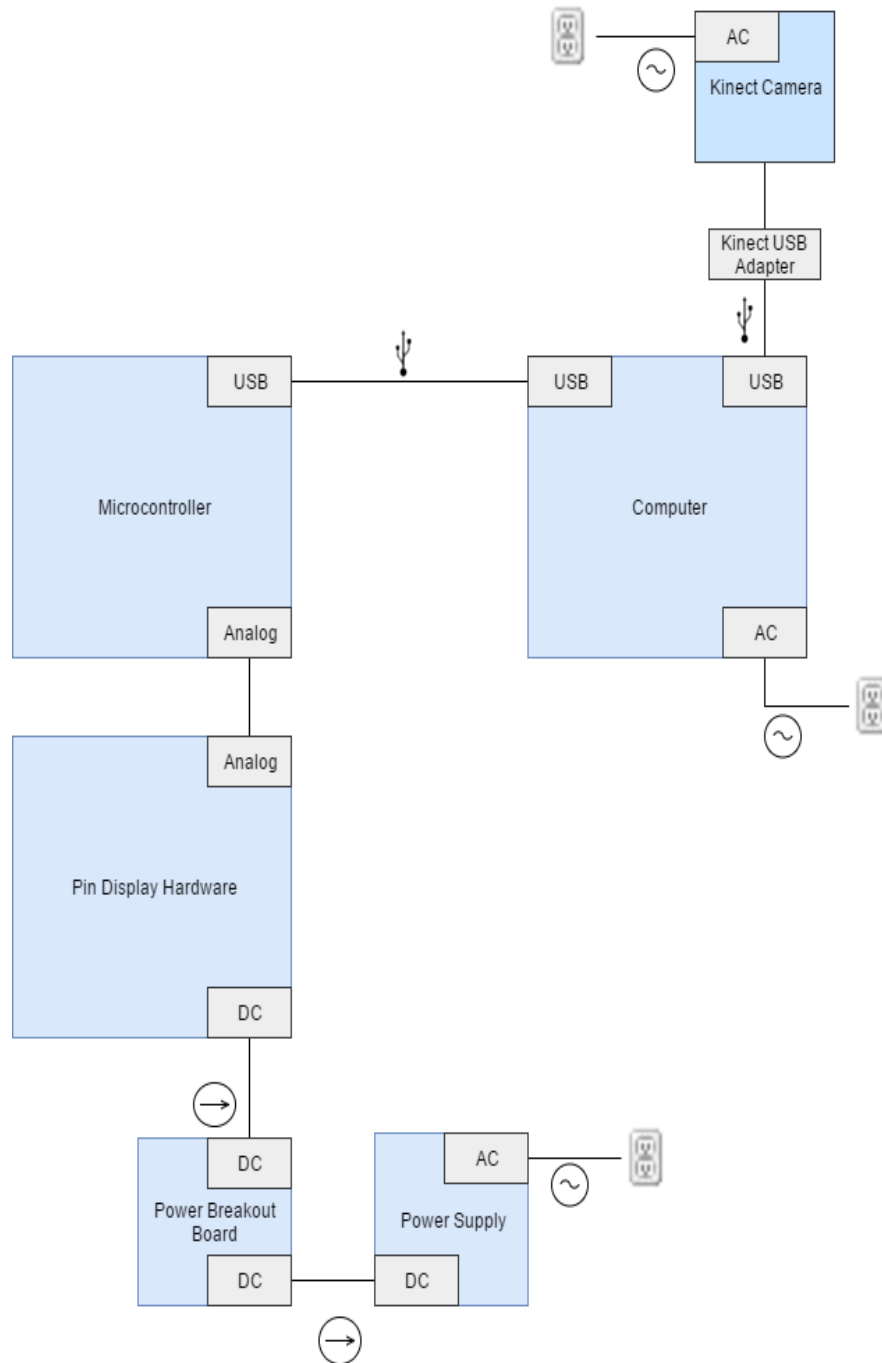 AC
Kinect Camera
Kinect USB
Adapter
USB
USB
USB
Microcontroller
Computer
Analog
AC
Analog
Pin Display Hardware
DC
DC
AC
Power Breakout
Board
Power Supply
DC
DC